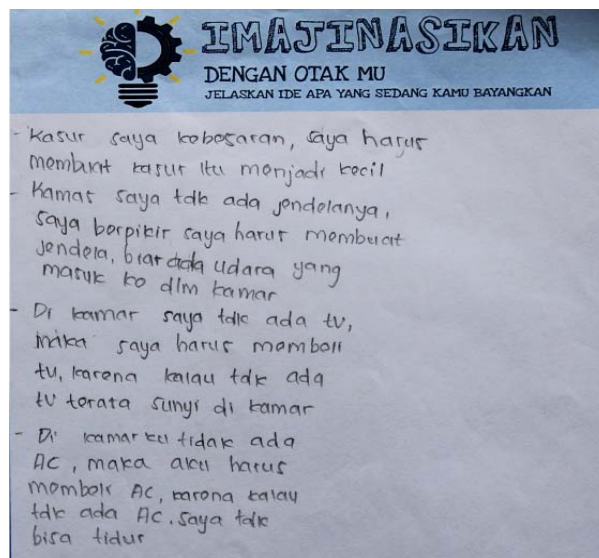 IMAJINASIKAN
DENGAN OTAK MU
JELASKAN IDE APA YANG SEDANG KAMU BAYANGKAN
- Kasur saya kebesaran, saya harus
membuat kasur itu menjadi kecil
- Kamar saya tdk ada jendelanya,
saya berpikir saya harus membuat
jendela, biar ada udara yang
masuk ke dlm kamar
- Di kamar saya tdk ada tv,
maka saya harus membeli
tv, karena kalau tdk ada
tv terata sunyi di kamar
- Di kamar ku tidak ada
AC, maka aku harus
membeli AC, karena kalau
tdk ada AC. saya tdk
bisa tidur